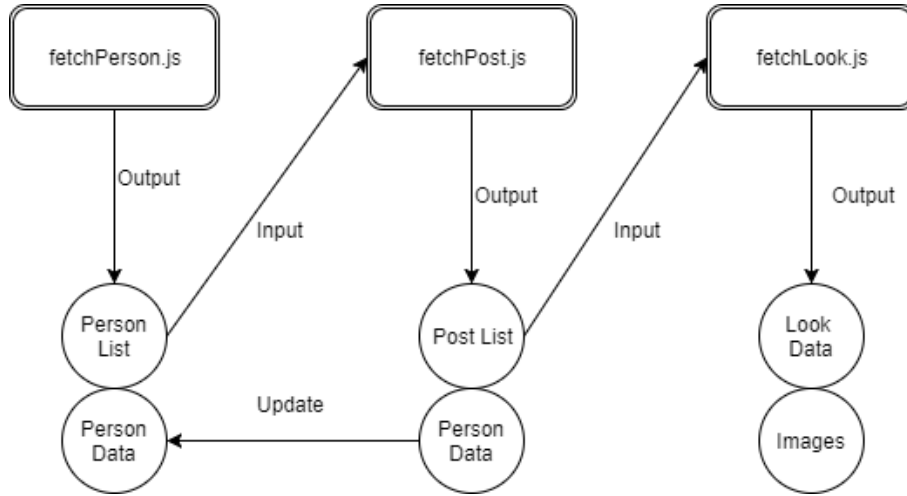 fetchPerson.js
fetchPost.js
fetchLook.js
Output
Output
Output
Input
Input
Person
List
Post List
Look
Data
Update
Person
Data
Person
Data
Images